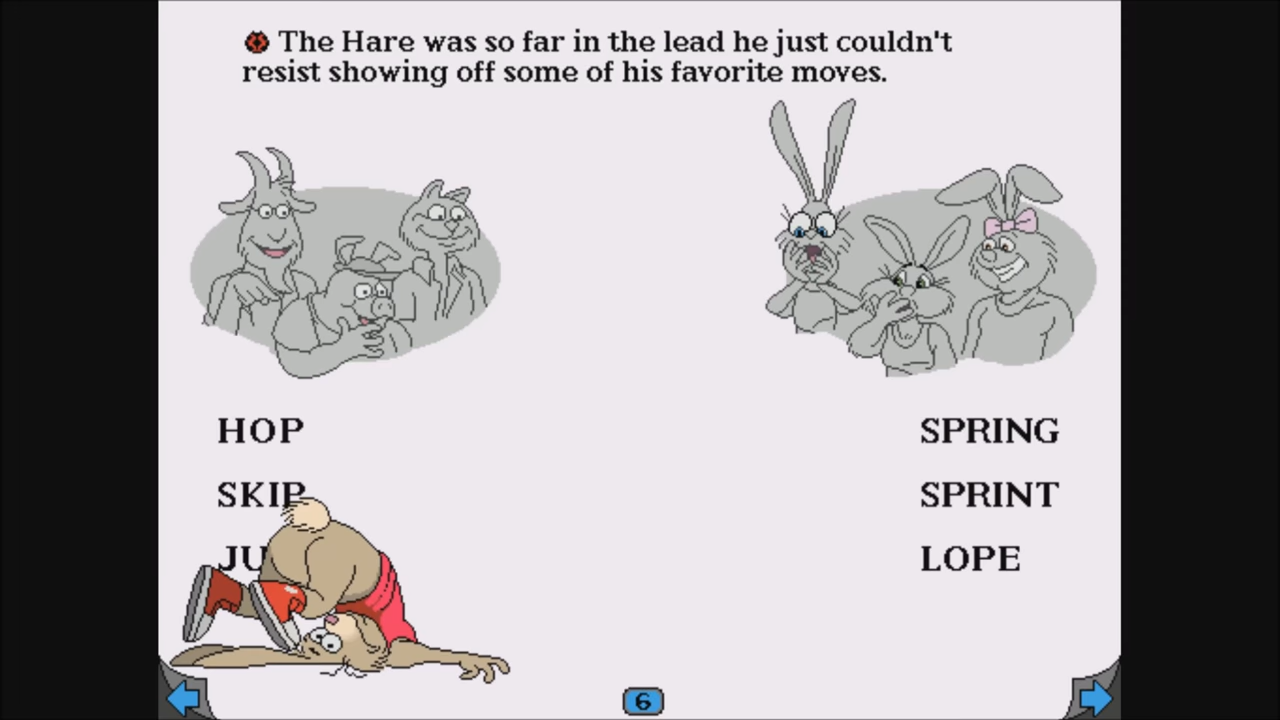 The Hare was so far in the lead he just couldn't
resist showing off some of his favorite moves.
HOP
SPRING
SKIP
SPRINT
LOPE
6